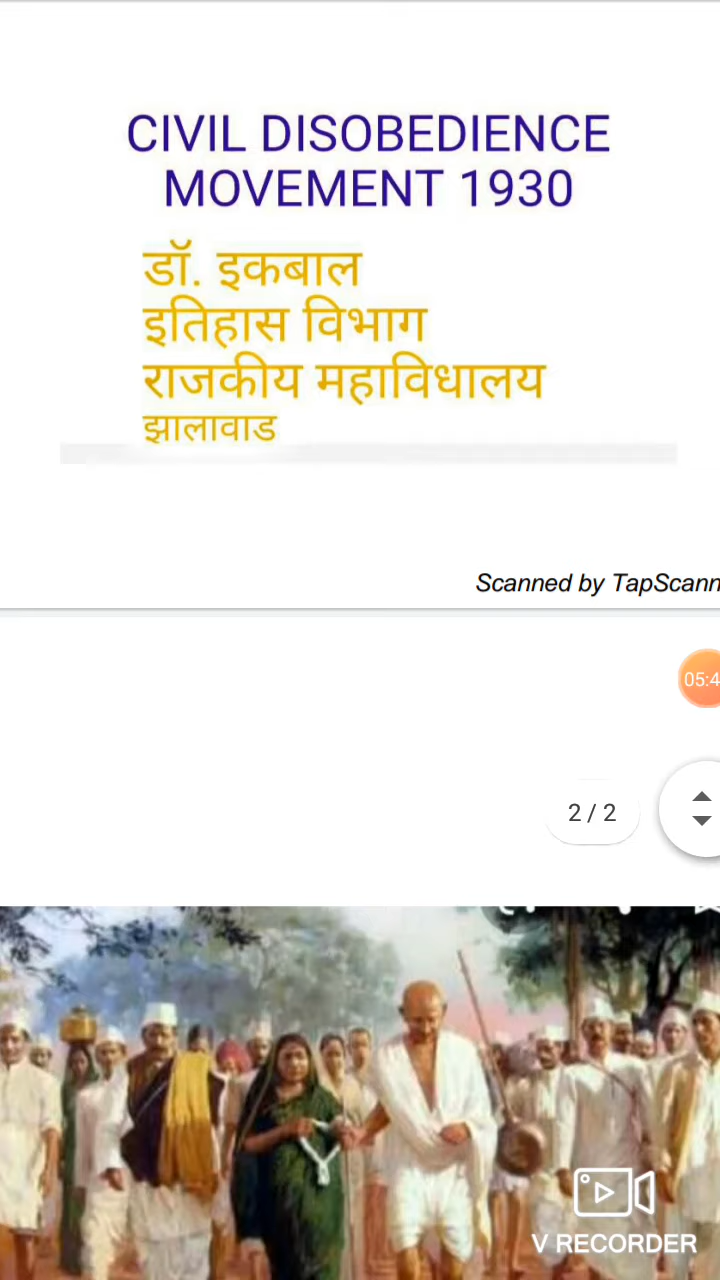 CIVIL DISOBEDIENCE
MOVEMENT 1930
डॉ. इकबाल
इतिहास विभाग
राजकीय महाविधालय
झालावाड
Scanned by TapScann
05:4
2 / 2
V RECORDER